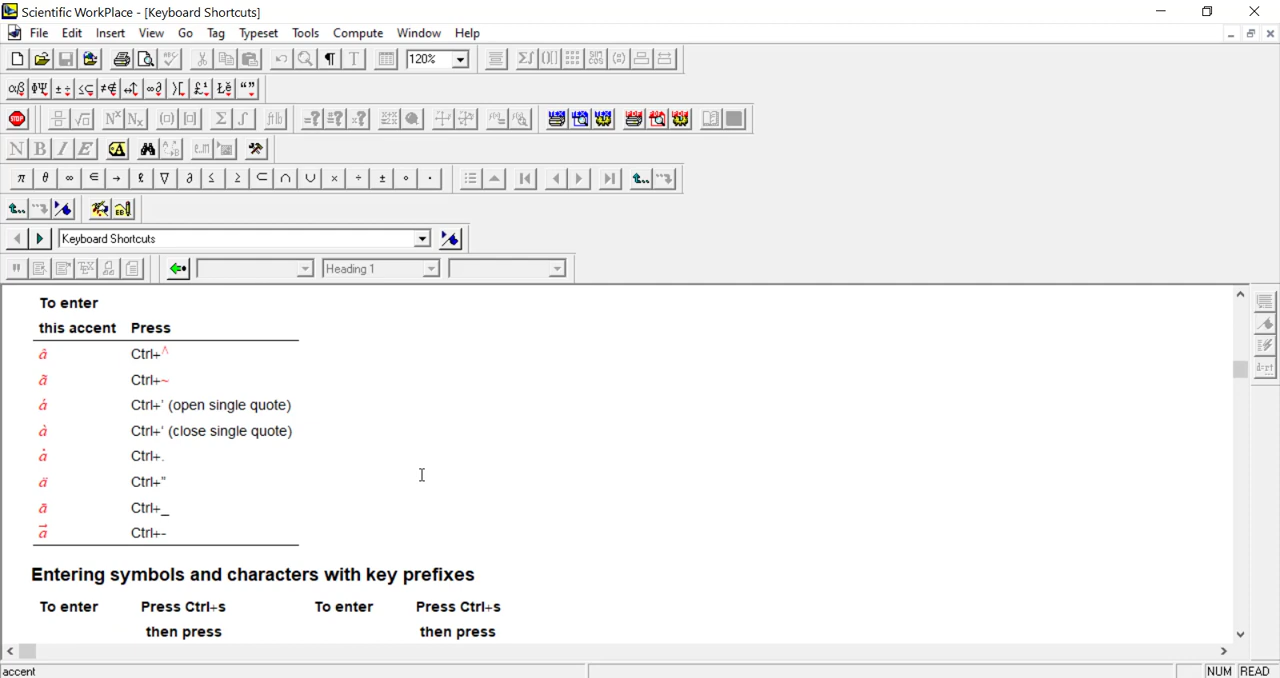 Scientific WorkPlace - [Keyboard Shortcuts]
File Edit Insert View Go Tag Typeset Tools Compute Window Help
120%
N B I E
π θ ∞ ∈ → ℓ ∇ ∂ ≤ ≥ ⊂ ∩ ∪ × ÷ ± ∘ ·
Keyboard Shortcuts
Heading 1
To enter
this accent Press
â Ctrl+^
ã Ctrl+~
á Ctrl+' (open single quote)
à Ctrl+' (close single quote)
ȧ Ctrl+.
ä Ctrl+"
ā Ctrl+_
a⃗ Ctrl+-
Entering symbols and characters with key prefixes
To enter Press Ctrl+s To enter Press Ctrl+s
then press then press
accent NUM READ